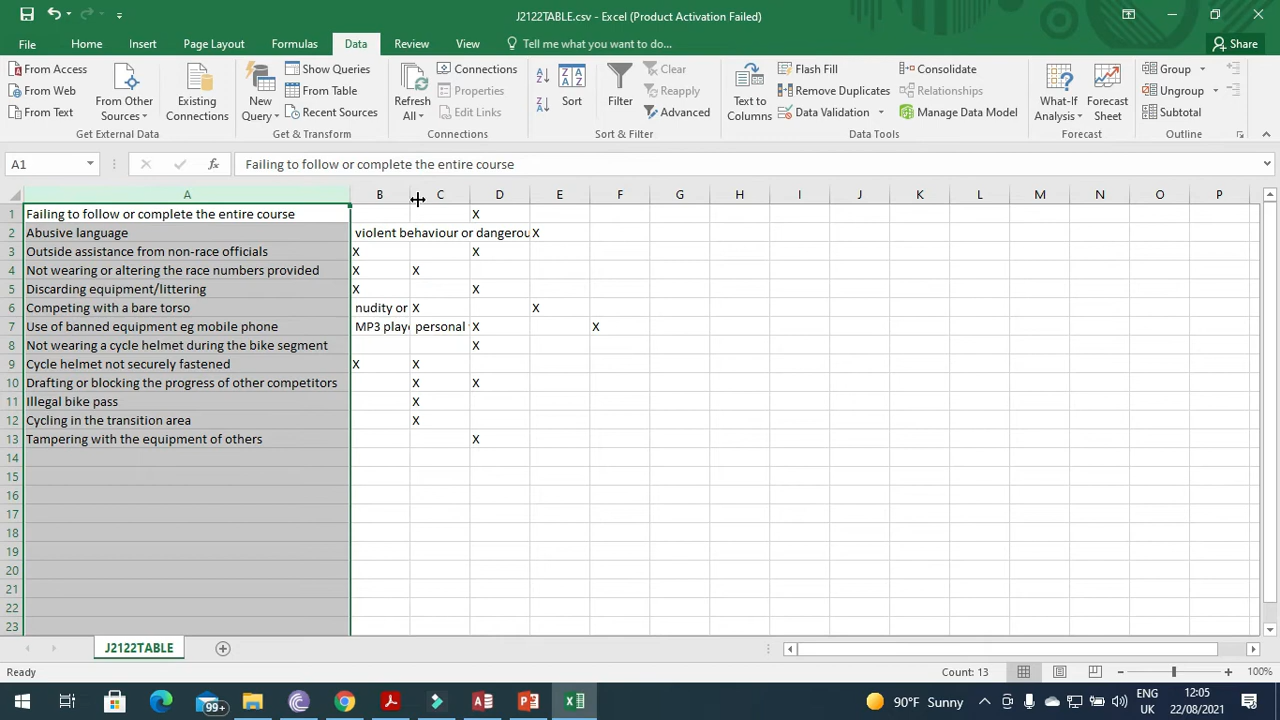 J2122TABLE.csv - Excel (Product Activation Failed)
File Home Insert Page Layout Formulas Data Review View Tell me what you want to do... Share
From Access
From Web
From Text
From Other Sources
Existing Connections
Get External Data
New Query
Show Queries
From Table
Recent Sources
Get & Transform
Refresh All
Connections
Properties
Edit Links
Connections
Sort
Filter
Clear
Reapply
Advanced
Sort & Filter
Text to Columns
Flash Fill
Remove Duplicates
Data Validation
Consolidate
Relationships
Manage Data Model
Data Tools
What-If Analysis
Forecast Sheet
Forecast
Group
Ungroup
Subtotal
Outline
A1 fx Failing to follow or complete the entire course
A B C D E F G H I J K L M N O P
1 Failing to follow or complete the entire course X
2 Abusive language violent behaviour or dangerou X
3 Outside assistance from non-race officials X X
4 Not wearing or altering the race numbers provided X X
5 Discarding equipment/littering X X
6 Competing with a bare torso nudity or X X
7 Use of banned equipment eg mobile phone MP3 playe personal X X
8 Not wearing a cycle helmet during the bike segment X
9 Cycle helmet not securely fastened X X
10 Drafting or blocking the progress of other competitors X X
11 Illegal bike pass X
12 Cycling in the transition area X
13 Tampering with the equipment of others X
14
15
16
17
18
19
20
21
22
23
J2122TABLE
Ready Count: 13 100%
99+ 90°F Sunny ENG UK 12:05 22/08/2021